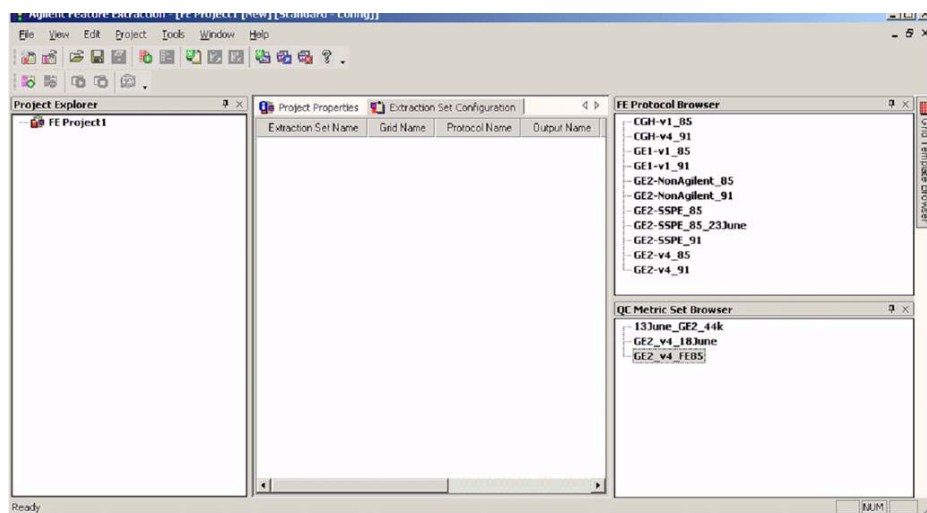 Agilent Feature Extraction - [FE Project1 [New] [Standard - Config]]
File View Edit Project Tools Window Help
Project Explorer
FE Project1
Project Properties Extraction Set Configuration
Extraction Set Name Grid Name Protocol Name Output Name
FE Protocol Browser
CGH-v1_85
CGH-v4_91
GE1-v1_85
GE1-v1_91
GE2-NonAgilent_85
GE2-NonAgilent_91
GE2-SSPE_85
GE2-SSPE_85_23June
GE2-SSPE_91
GE2-v4_85
GE2-v4_91
Grid Template Browser
QC Metric Set Browser
13June_GE2_44k
GE2_v4_18June
GE2_v4_FE85
Ready
NUM